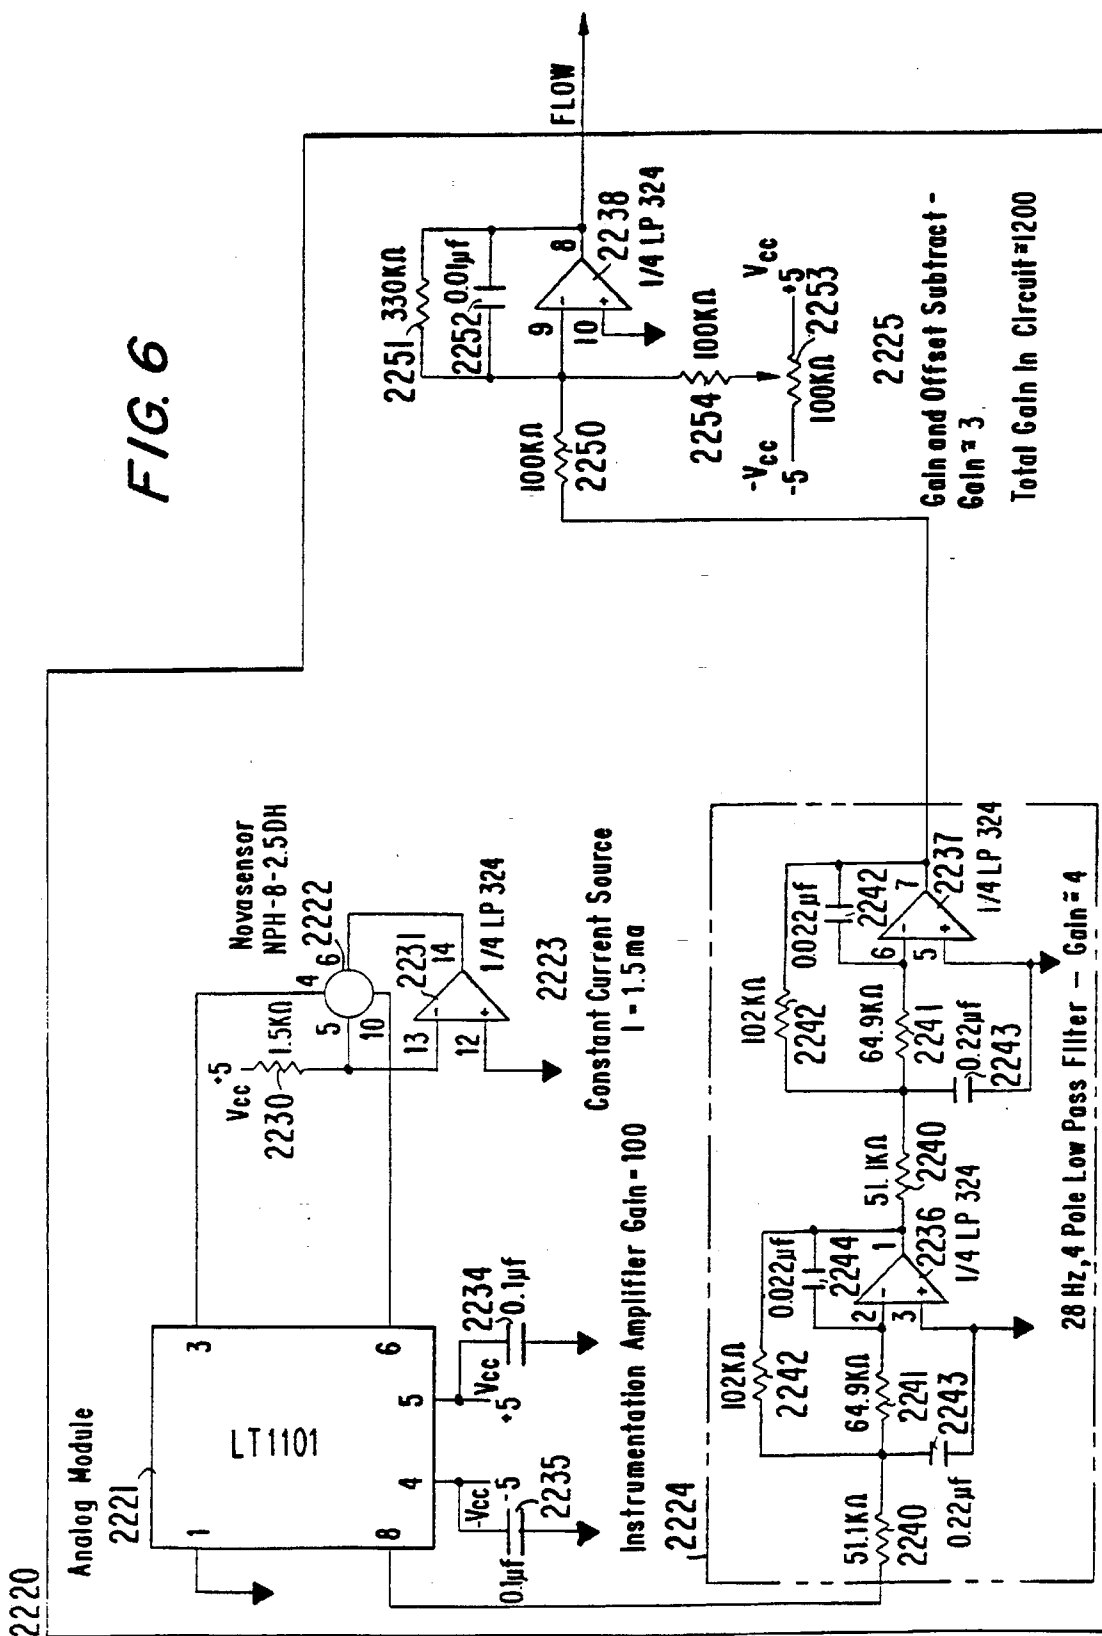 FIG. 6
2220
Analog Module
2221
LT1101
1
3
8
6
4
5
-Vcc
-5
0.1µf
2235
Vcc
+5
2234
0.1µf
Instrumentation Amplifier Gain=100
Novasensor
NPH-8-2.5DH
2222
4
6
5
10
Vcc
+5
1.5KΩ
2230
2231
13
12
14
1/4 LP 324
2223
Constant Current Source
I = 1.5 ma
2224
51.1KΩ
2240
102KΩ
2242
64.9KΩ
2241
2243
0.22µf
0.022µf
2244
2
3
1
2236
1/4 LP 324
51.1KΩ
2240
102KΩ
2242
64.9KΩ
2241
0.22µf
2243
0.022µf
2242
6
5
7
2237
1/4 LP 324
28 Hz, 4 Pole Low Pass Filter — Gain≅4
100KΩ
2250
2251
330KΩ
2252
0.01µf
9
10
8
2238
1/4 LP 324
FLOW
100KΩ
2254
-Vcc
-5
100KΩ
Vcc
+5
2253
2225
Gain and Offset Subtract-
Gain≅3
Total Gain In Circuit≅1200